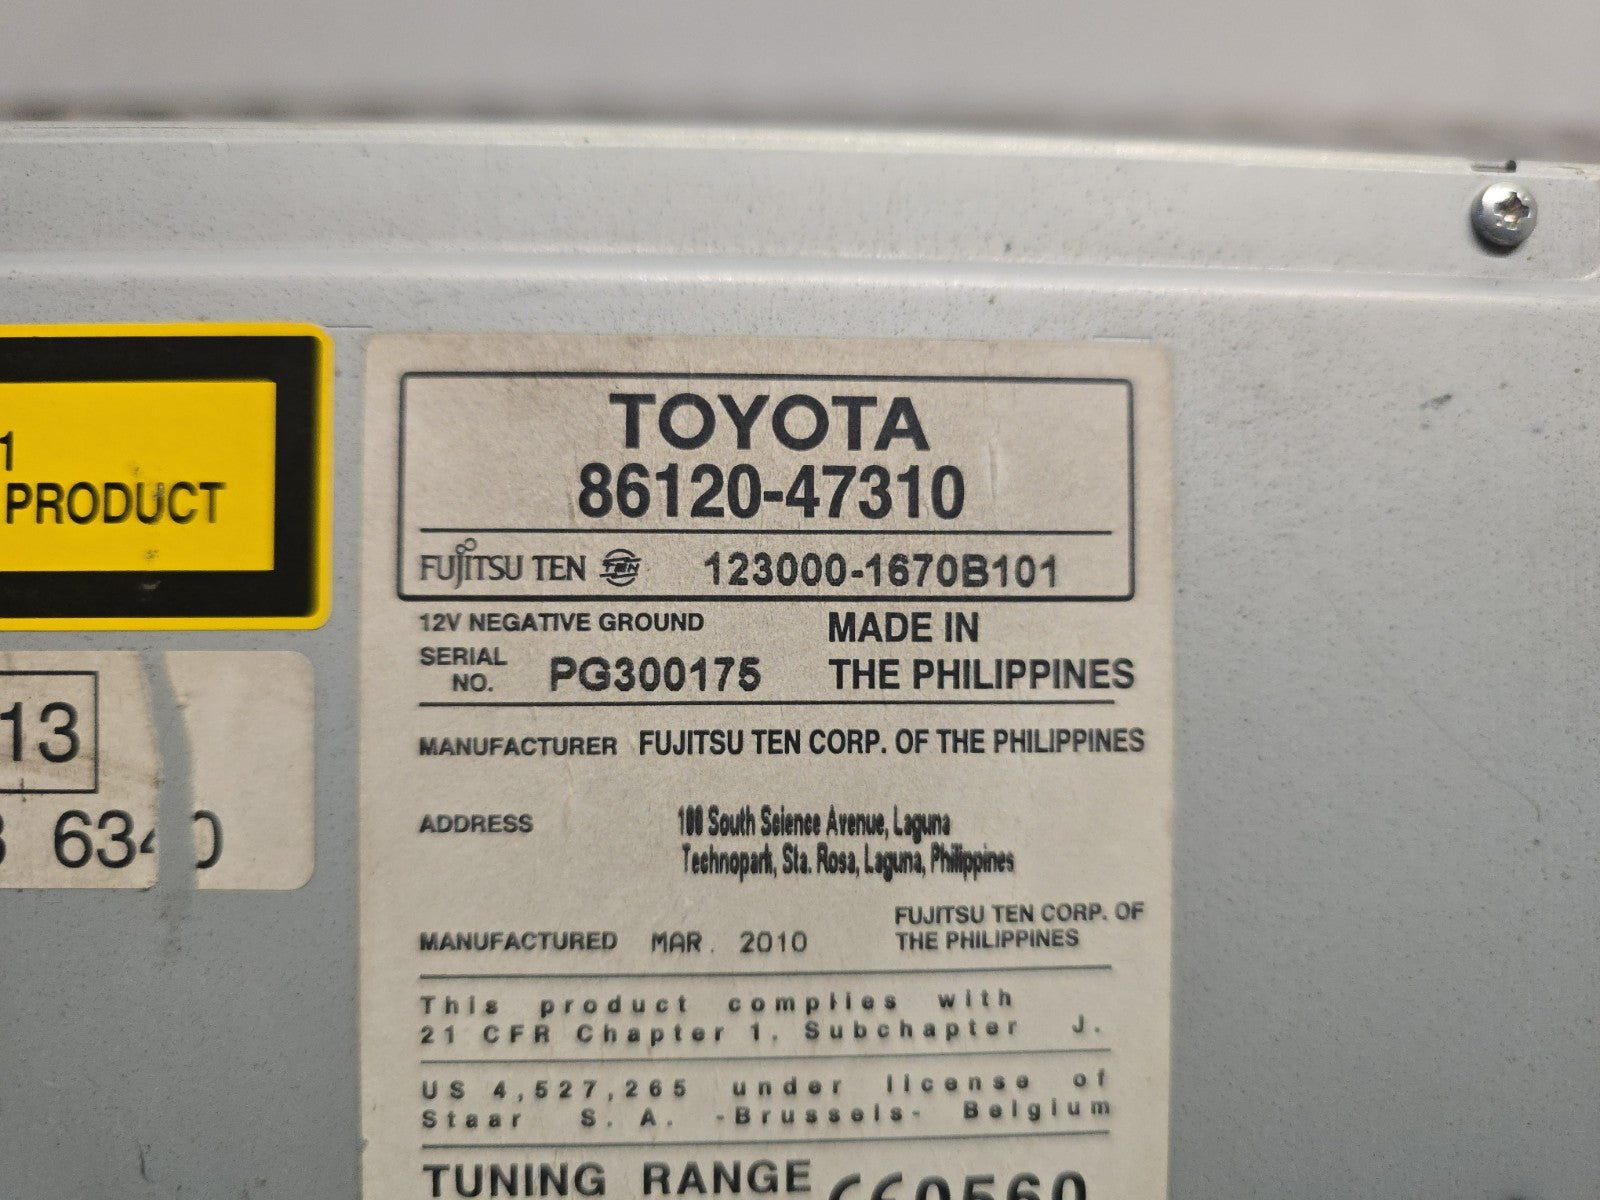 1
PRODUCT
13
6340
TOYOTA
86120-47310
FUJITSU TEN TEN 123000-1670B101
12V NEGATIVE GROUND
SERIAL NO. PG300175
MADE IN
THE PHILIPPINES
MANUFACTURER FUJITSU TEN CORP. OF THE PHILIPPINES
ADDRESS 100 South Science Avenue, Laguna
Technopark, Sta. Rosa, Laguna, Philippines
MANUFACTURED MAR. 2010 FUJITSU TEN CORP. OF
THE PHILIPPINES
This product complies with
21 CFR Chapter 1, Subchapter J.
US 4,527,265 under license of
Staar S. A. -Brussels- Belgium
TUNING RANGE CE0560